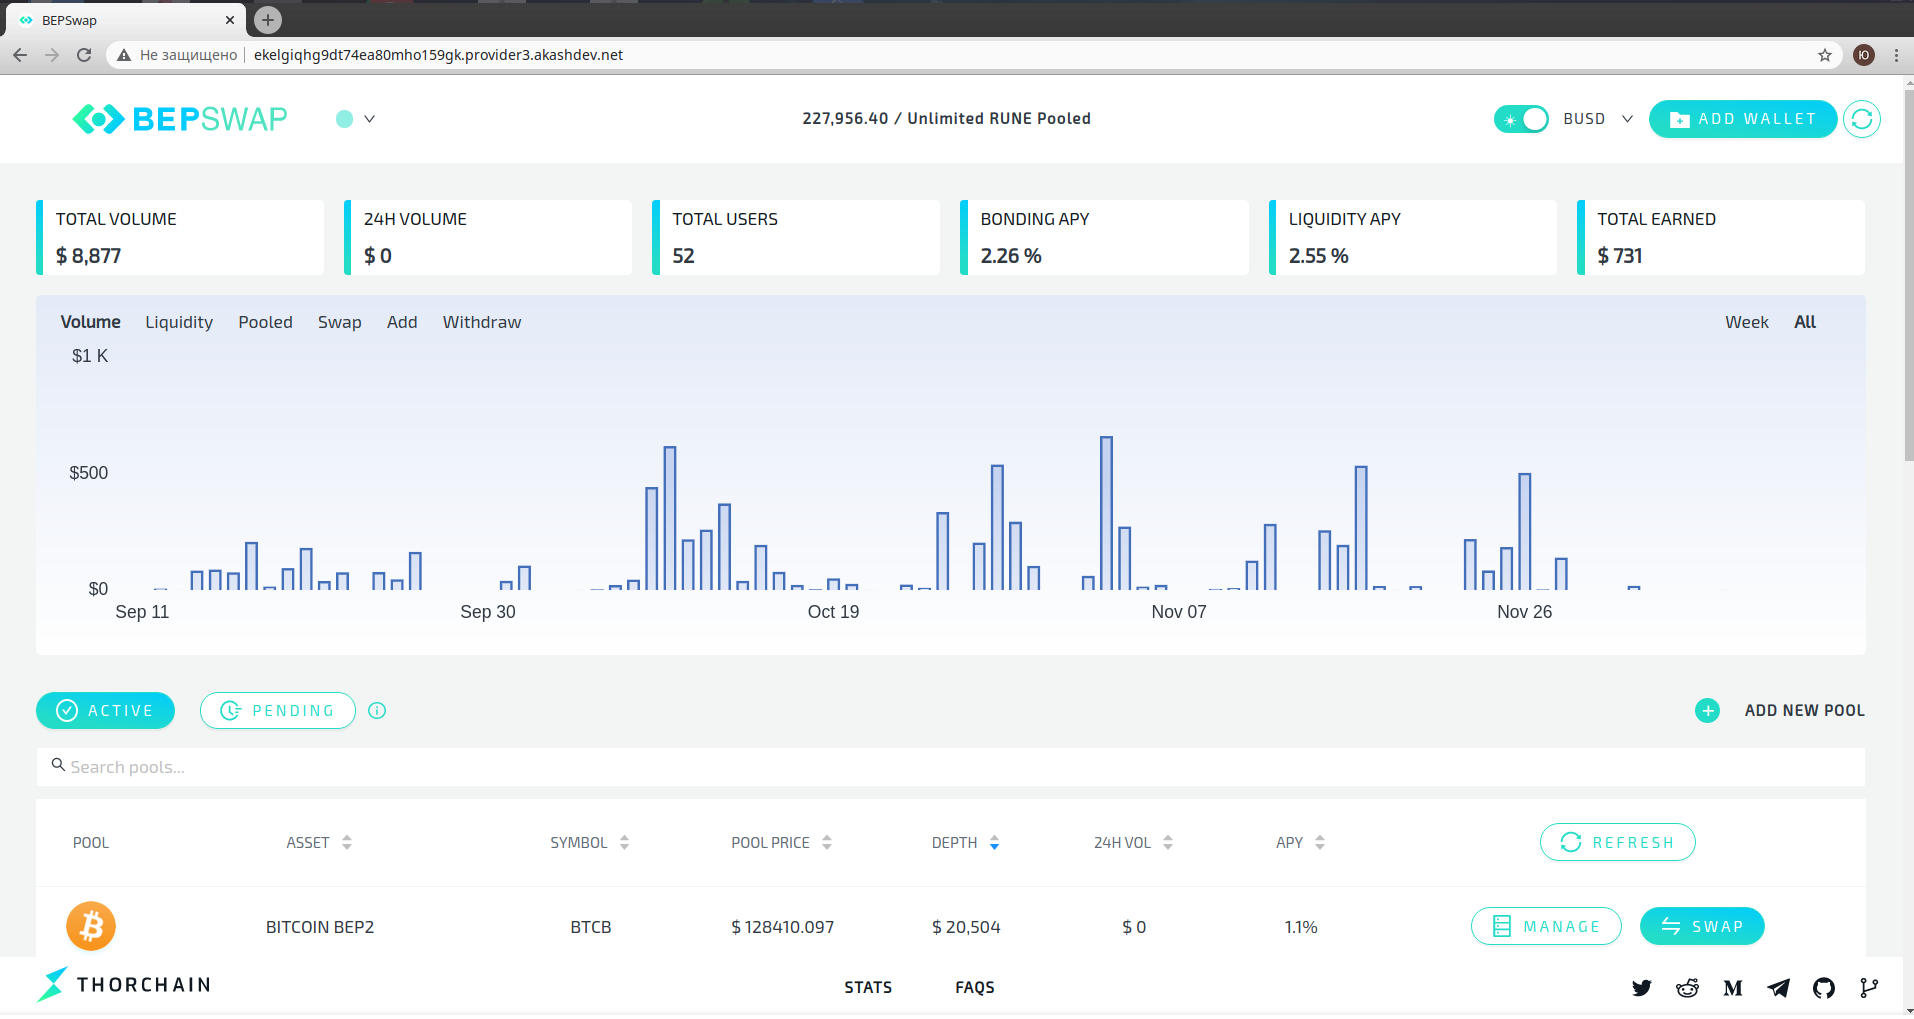 BEPSwap
Не защищено ekelgiqhg9dt74ea80mho159gk.provider3.akashdev.net
Ю
BEPSWAP
227,956.40 / Unlimited RUNE Pooled
BUSD
ADD WALLET
TOTAL VOLUME
$ 8,877
24H VOLUME
$ 0
TOTAL USERS
52
BONDING APY
2.26 %
LIQUIDITY APY
2.55 %
TOTAL EARNED
$ 731
Volume Liquidity Pooled Swap Add Withdraw
Week All
$1 K
$500
$0
Sep 11 Sep 30 Oct 19 Nov 07 Nov 26
ACTIVE
PENDING
ADD NEW POOL
Search pools...
POOL ASSET SYMBOL POOL PRICE DEPTH 24H VOL APY REFRESH
BITCOIN BEP2 BTCB $ 128410.097 $ 20,504 $ 0 1.1% MANAGE SWAP
THORCHAIN
STATS FAQS